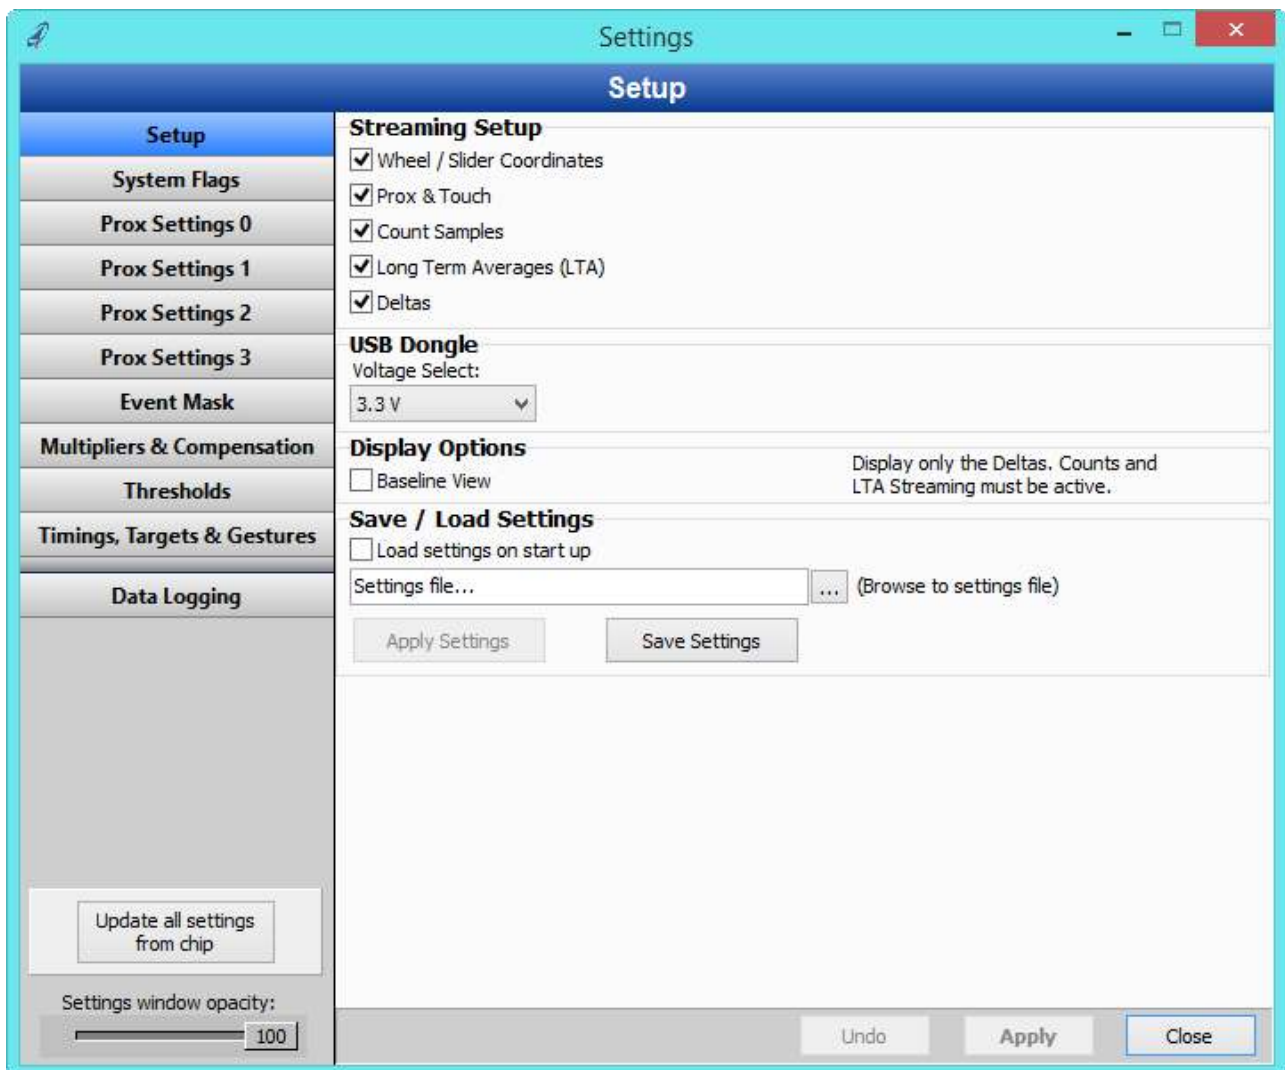 Settings
Setup
Setup
System Flags
Prox Settings 0
Prox Settings 1
Prox Settings 2
Prox Settings 3
Event Mask
Multipliers & Compensation
Thresholds
Timings, Targets & Gestures
Data Logging
Update all settings
from chip
Settings window opacity:
100
Streaming Setup
Wheel / Slider Coordinates
Prox & Touch
Count Samples
Long Term Averages (LTA)
Deltas
USB Dongle
Voltage Select:
3.3 V
Display Options
Baseline View
Display only the Deltas. Counts and
LTA Streaming must be active.
Save / Load Settings
Load settings on start up
Settings file...
... (Browse to settings file)
Apply Settings
Save Settings
Undo
Apply
Close